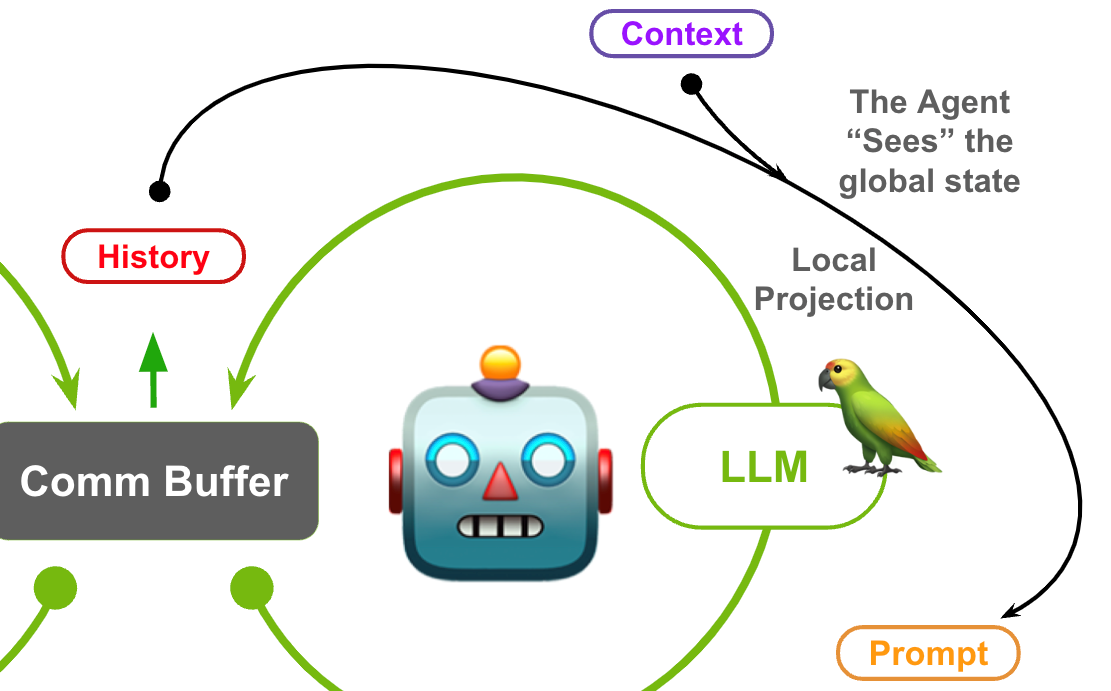 Context
The Agent
“Sees” the
global state
History
Local
Projection
Comm Buffer
LLM
Prompt